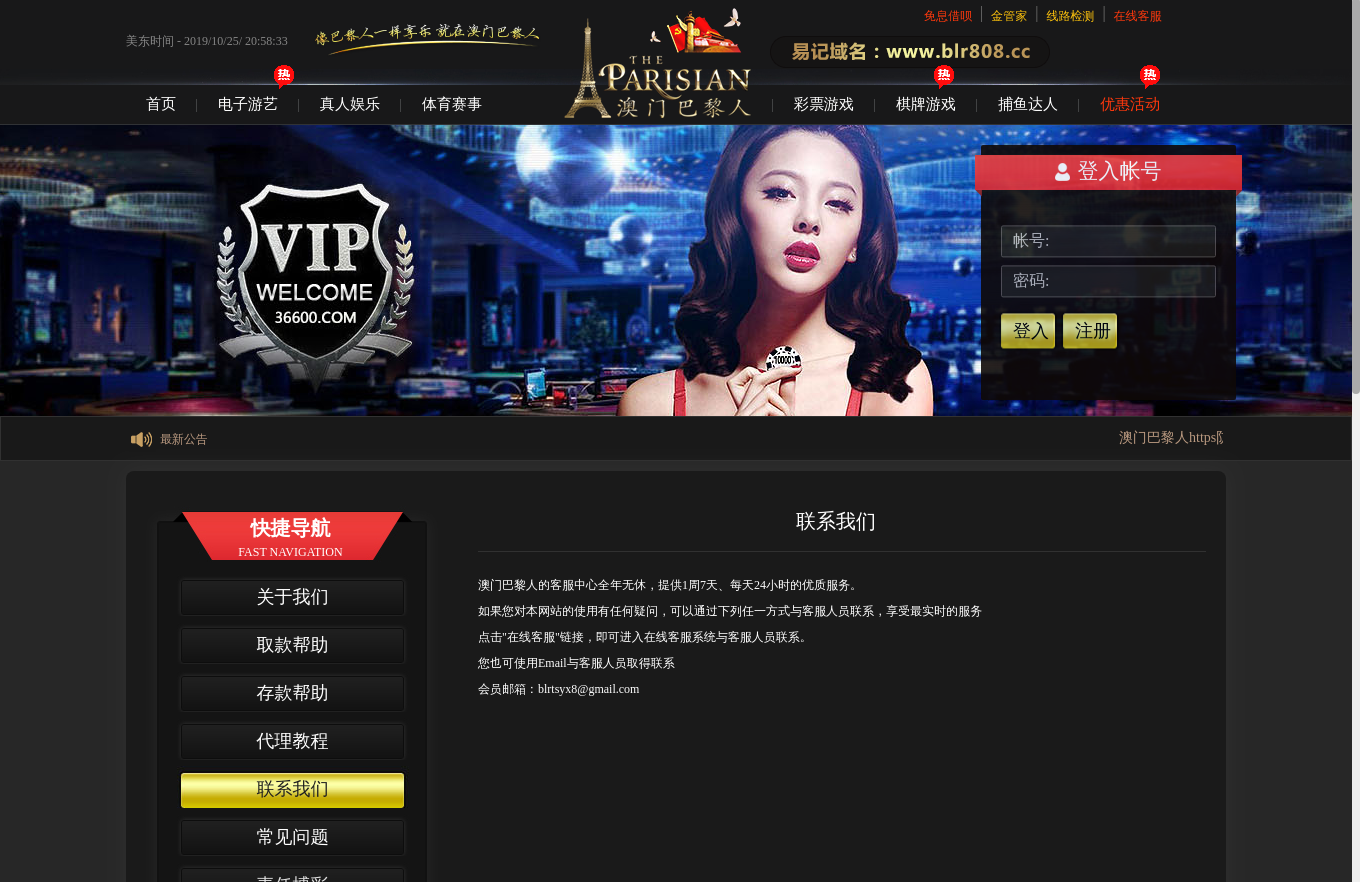 免息借呗 金管家 线路检测 在线客服
美东时间 - 2019/10/25/ 20:58:33
像巴黎人一样享乐 就在澳门巴黎人
易记域名：www.blr808.cc
THE
PARISIAN
澳门巴黎人
热 热 热
首页 电子游艺 真人娱乐 体育赛事 彩票游戏 棋牌游戏 捕鱼达人 优惠活动
VIP
WELCOME
36600.COM
10000
登入帐号
帐号:
密码:
登入 注册
最新公告
澳门巴黎人https
快捷导航
FAST NAVIGATION
关于我们
取款帮助
存款帮助
代理教程
联系我们
常见问题
责任博彩
联系我们
澳门巴黎人的客服中心全年无休，提供1周7天、每天24小时的优质服务。
如果您对本网站的使用有任何疑问，可以通过下列任一方式与客服人员联系，享受最实时的服务
点击"在线客服"链接，即可进入在线客服系统与客服人员联系。
您也可使用Email与客服人员取得联系
会员邮箱：blrtsyx8@gmail.com